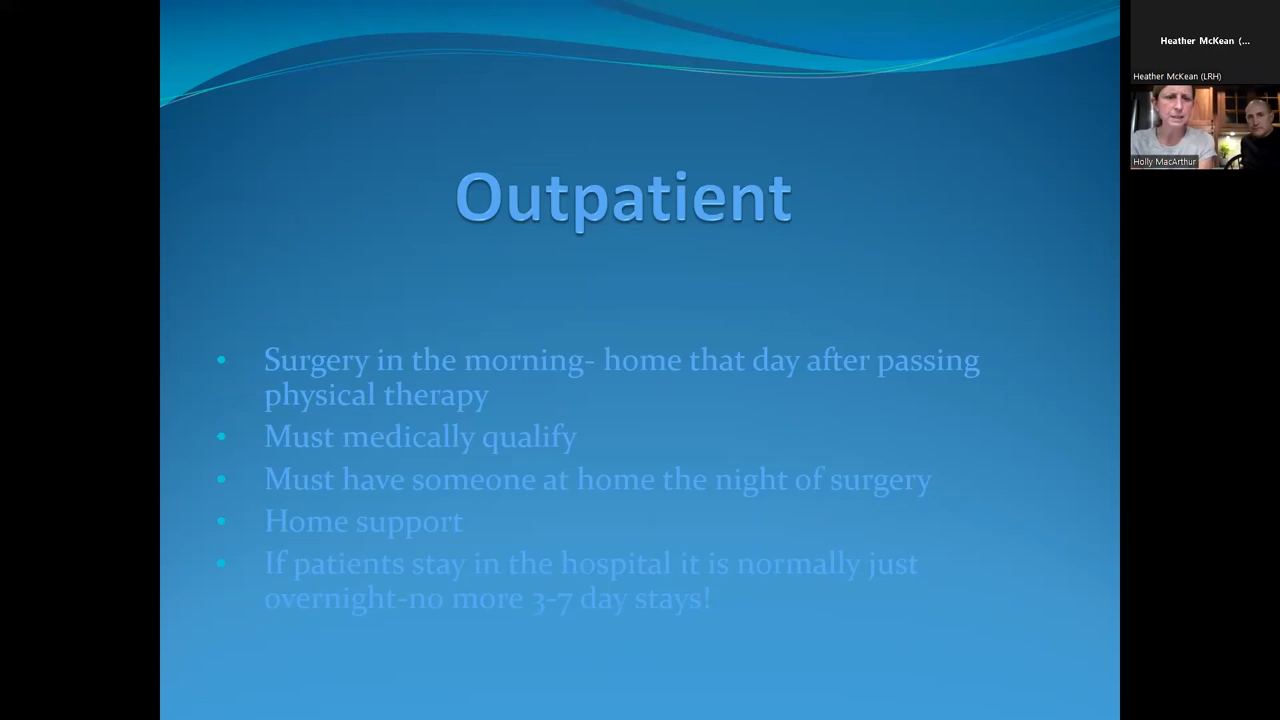 Outpatient
• Surgery in the morning- home that day after passing
physical therapy
• Must medically qualify
• Must have someone at home the night of surgery
• Home support
• If patients stay in the hospital it is normally just
overnight-no more 3-7 day stays!
Heather McKean (...
Heather McKean (LRH)
Holly MacArthur